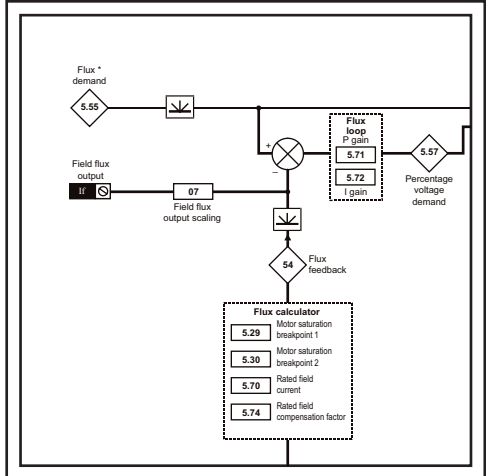 Flux *
demand
5.55
Flux
loop
P gain
5.71
5.72
I gain
5.57
Percentage
voltage
demand
+
–
Field flux
output
If
07
Field flux
output scaling
54
Flux
feedback
Flux calculator
5.29
Motor saturation
breakpoint 1
5.30
Motor saturation
breakpoint 2
5.70
Rated field
current
5.74
Rated field
compensation factor